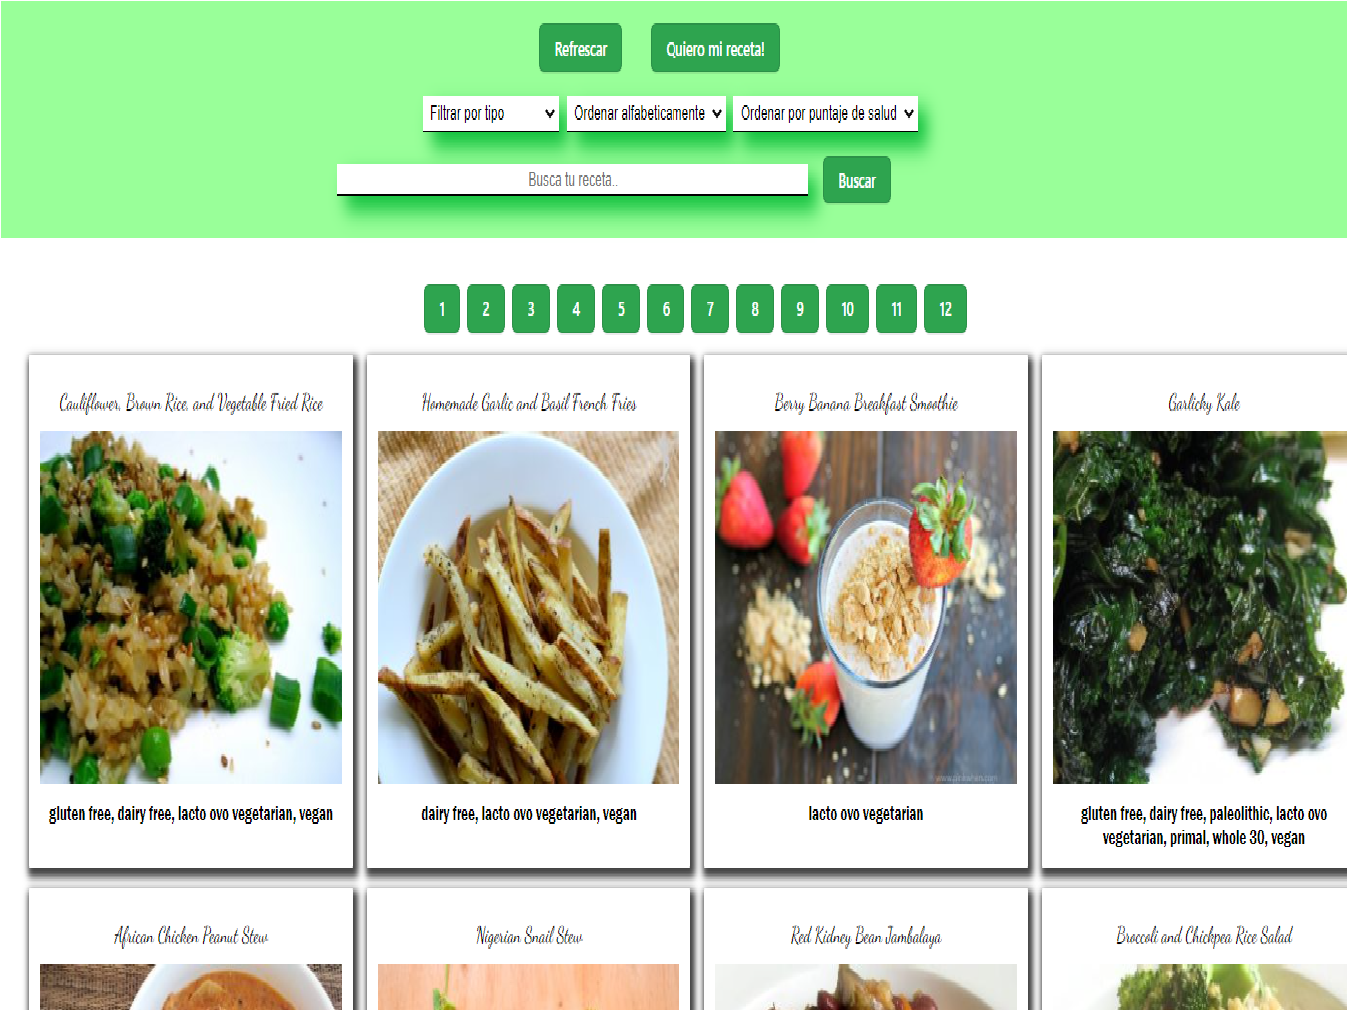 Refrescar
Quiero mi receta!
Filtrar por tipo
Ordenar alfabeticamente
Ordenar por puntaje de salud
Busca tu receta..
Buscar
1 2 3 4 5 6 7 8 9 10 11 12
Cauliflower, Brown Rice, and Vegetable Fried Rice
Homemade Garlic and Basil French Fries
Berry Banana Breakfast Smoothie
Garlicky Kale
gluten free, dairy free, lacto ovo vegetarian, vegan
dairy free, lacto ovo vegetarian, vegan
lacto ovo vegetarian
gluten free, dairy free, paleolithic, lacto ovo
vegetarian, primal, whole 30, vegan
African Chicken Peanut Stew
Nigerian Snail Stew
Red Kidney Bean Jambalaya
Broccoli and Chickpea Rice Salad